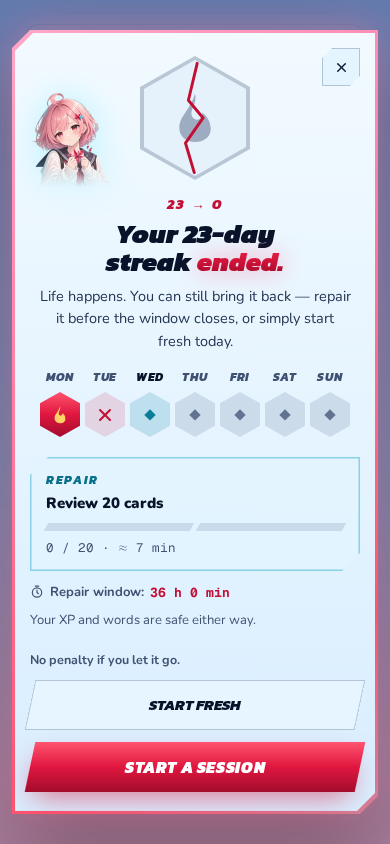 ✕
23 → 0
Your 23-day
streak ended.
Life happens. You can still bring it back — repair
it before the window closes, or simply start
fresh today.
MON TUE WED THU FRI SAT SUN
REPAIR
Review 20 cards
0 / 20 · ≈ 7 min
Repair window: 36 h 0 min
Your XP and words are safe either way.
No penalty if you let it go.
START FRESH
START A SESSION